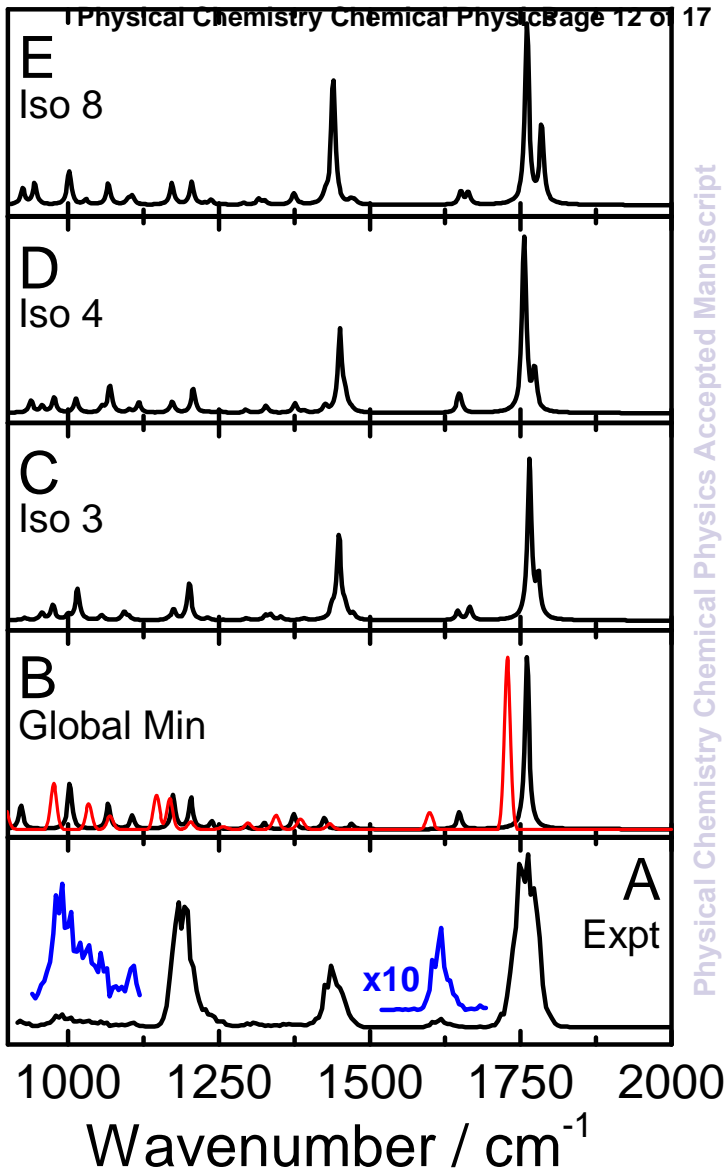 Physical Chemistry Chemical Physics
Page 12 of 17
E
Iso 8
D
Iso 4
C
Iso 3
B
Global Min
A
Expt
x10
1000 1250 1500 1750 2000
Wavenumber / cm-1
Physical Chemistry Chemical Physics Accepted Manuscript